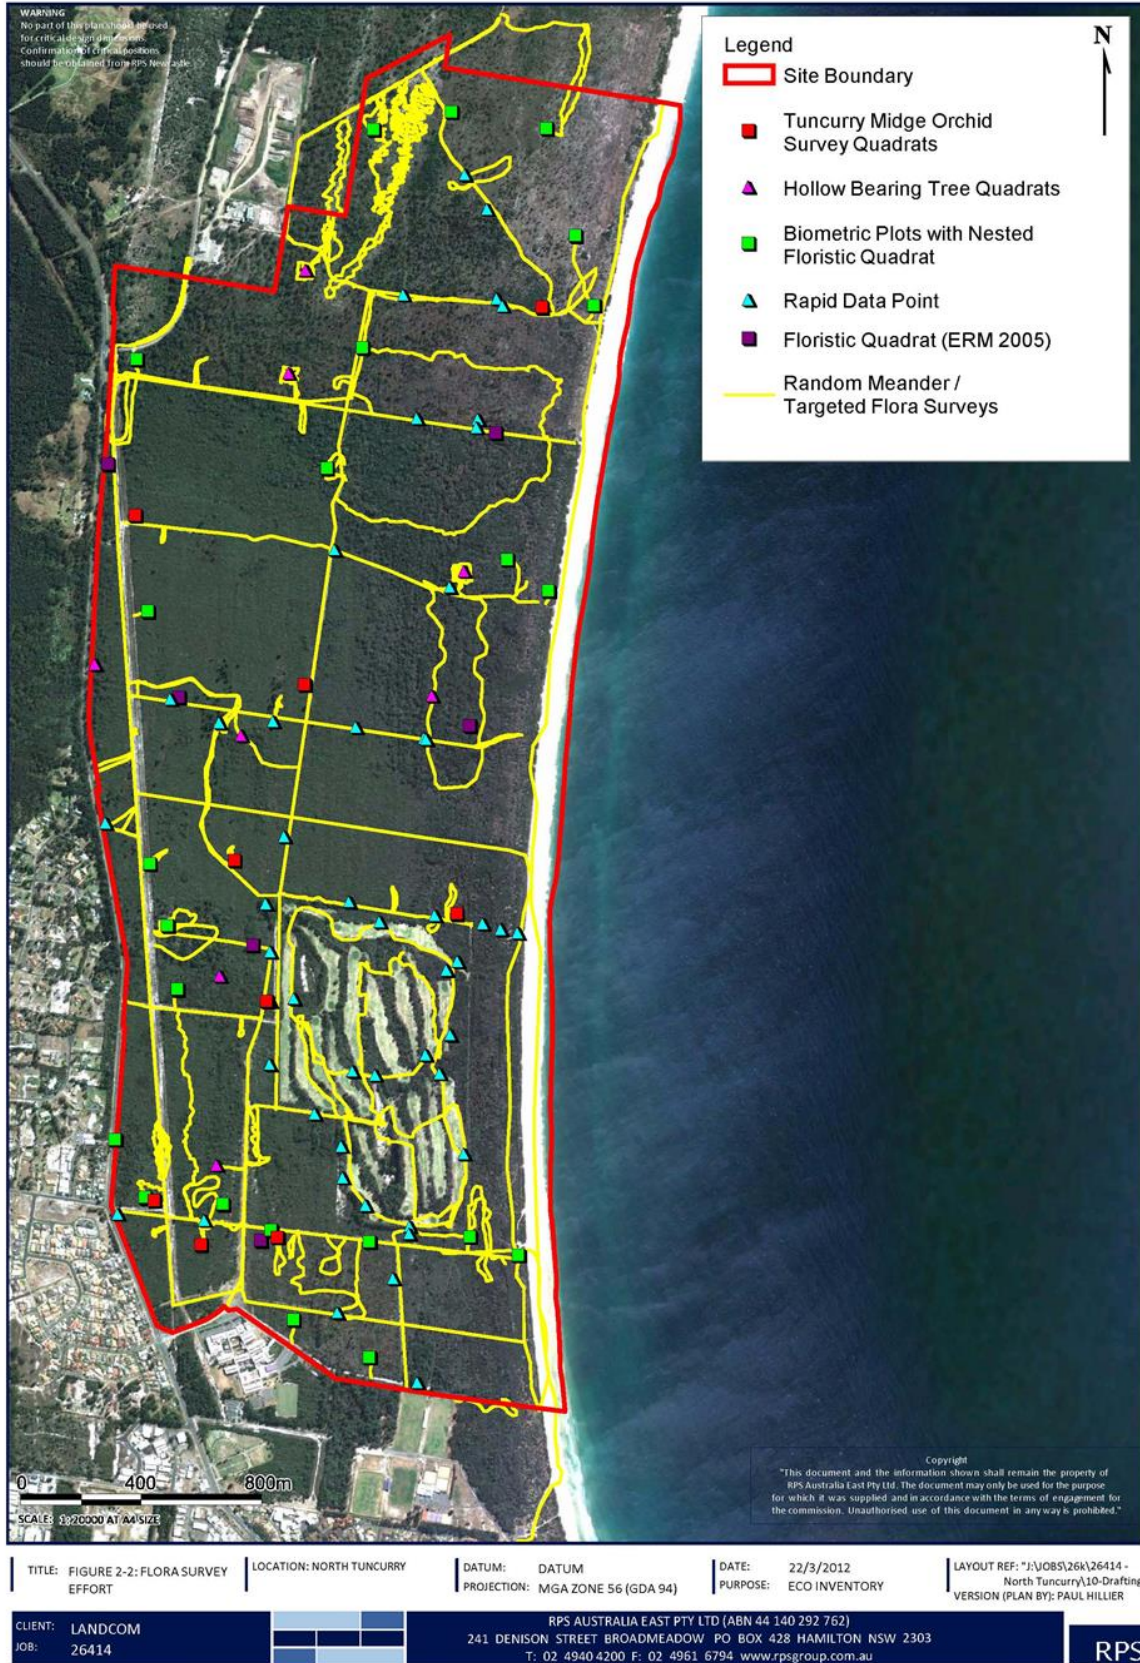 WARNING
No part of this plan should be used
for critical design dimensions.
Confirmation of critical positions
should be obtained from RPS Newcastle.
Legend
N
Site Boundary
Tuncurry Midge Orchid
Survey Quadrats
Hollow Bearing Tree Quadrats
Biometric Plots with Nested
Floristic Quadrat
Rapid Data Point
Floristic Quadrat (ERM 2005)
Random Meander /
Targeted Flora Surveys
0 400 800m
SCALE: 1:20000 AT A4 SIZE
Copyright
"This document and the information shown shall remain the property of
RPS Australia East Pty Ltd. The document may only be used for the purpose
for which it was supplied and in accordance with the terms of engagement for
the commission. Unauthorised use of this document in any way is prohibited."
TITLE: FIGURE 2-2: FLORA SURVEY
EFFORT
LOCATION: NORTH TUNCURRY
DATUM: DATUM
PROJECTION: MGA ZONE 56 (GDA 94)
DATE: 22/3/2012
PURPOSE: ECO INVENTORY
LAYOUT REF: "J:\JOBS\26k\26414 -
North Tuncurry\10-Drafting
VERSION (PLAN BY): PAUL HILLIER
CLIENT: LANDCOM
JOB: 26414
RPS AUSTRALIA EAST PTY LTD (ABN 44 140 292 762)
241 DENISON STREET BROADMEADOW PO BOX 428 HAMILTON NSW 2303
T: 02 4940 4200 F: 02 4961 6794 www.rpsgroup.com.au
RPS